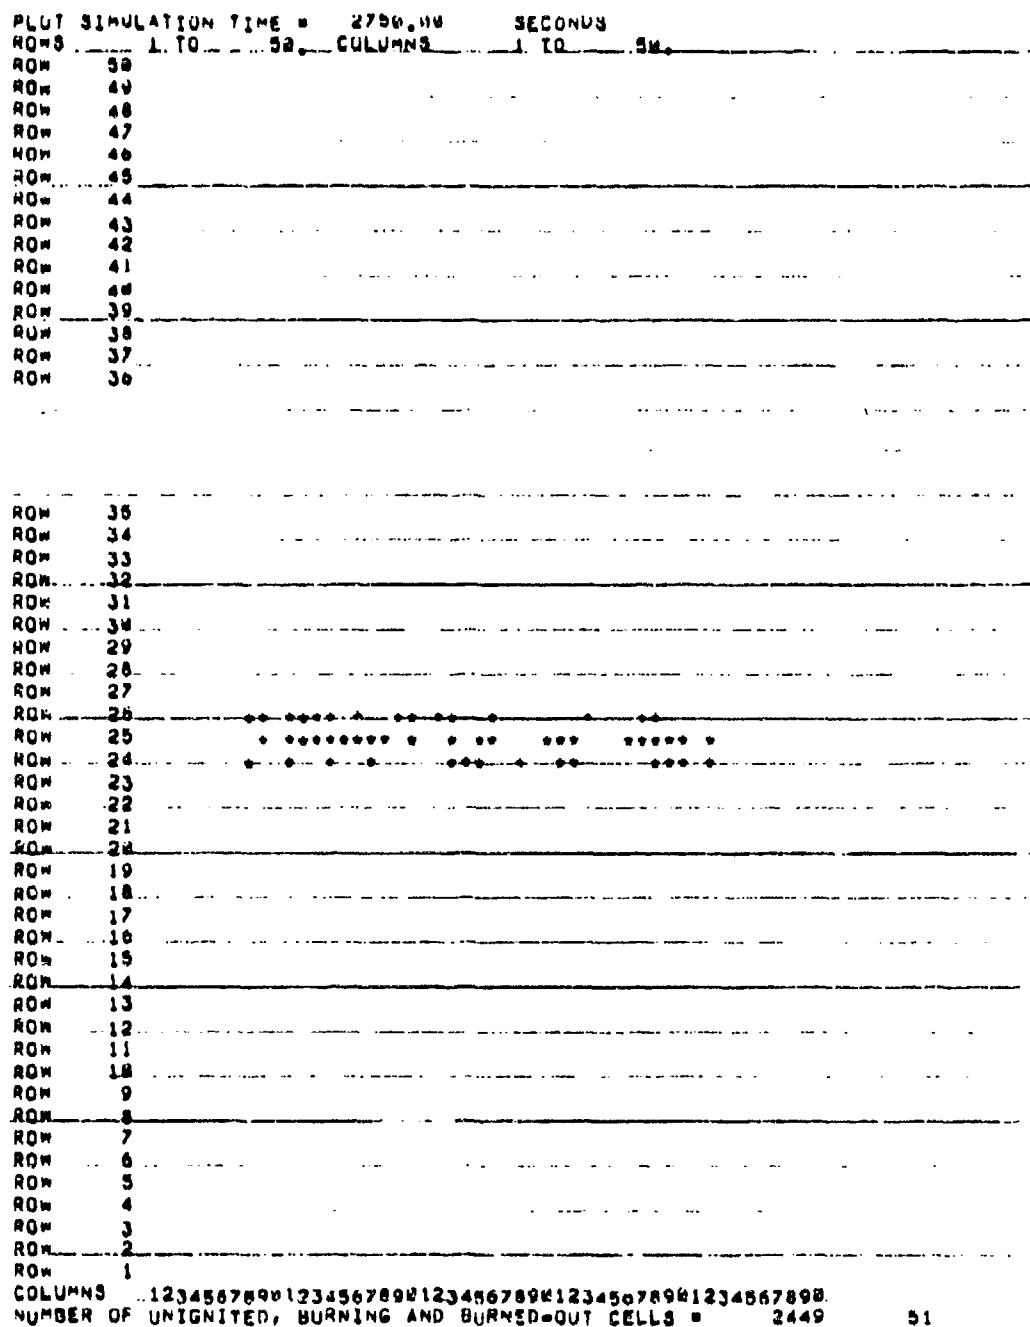 PLOT SIMULATION TIME = 2750.00 SECONDS
ROWS 1 TO 50, COLUMNS 1 TO 50.
ROW 50
ROW 49
ROW 48
ROW 47
ROW 46
ROW 45
ROW 44
ROW 43
ROW 42
ROW 41
ROW 40
ROW 39
ROW 38
ROW 37
ROW 36
ROW 35
ROW 34
ROW 33
ROW 32
ROW 31
ROW 30
ROW 29
ROW 28
ROW 27
ROW 26 ** **** * ** ** * * **
ROW 25 * ******** * * ** *** ***** *
ROW 24 * * * * *** * ** *** *
ROW 23
ROW 22
ROW 21
ROW 20
ROW 19
ROW 18
ROW 17
ROW 16
ROW 15
ROW 14
ROW 13
ROW 12
ROW 11
ROW 10
ROW 9
ROW 8
ROW 7
ROW 6
ROW 5
ROW 4
ROW 3
ROW 2
ROW 1
COLUMNS 12345678901234567890123456789012345678901234567890
NUMBER OF UNIGNITED, BURNING AND BURNED-OUT CELLS = 2449 51